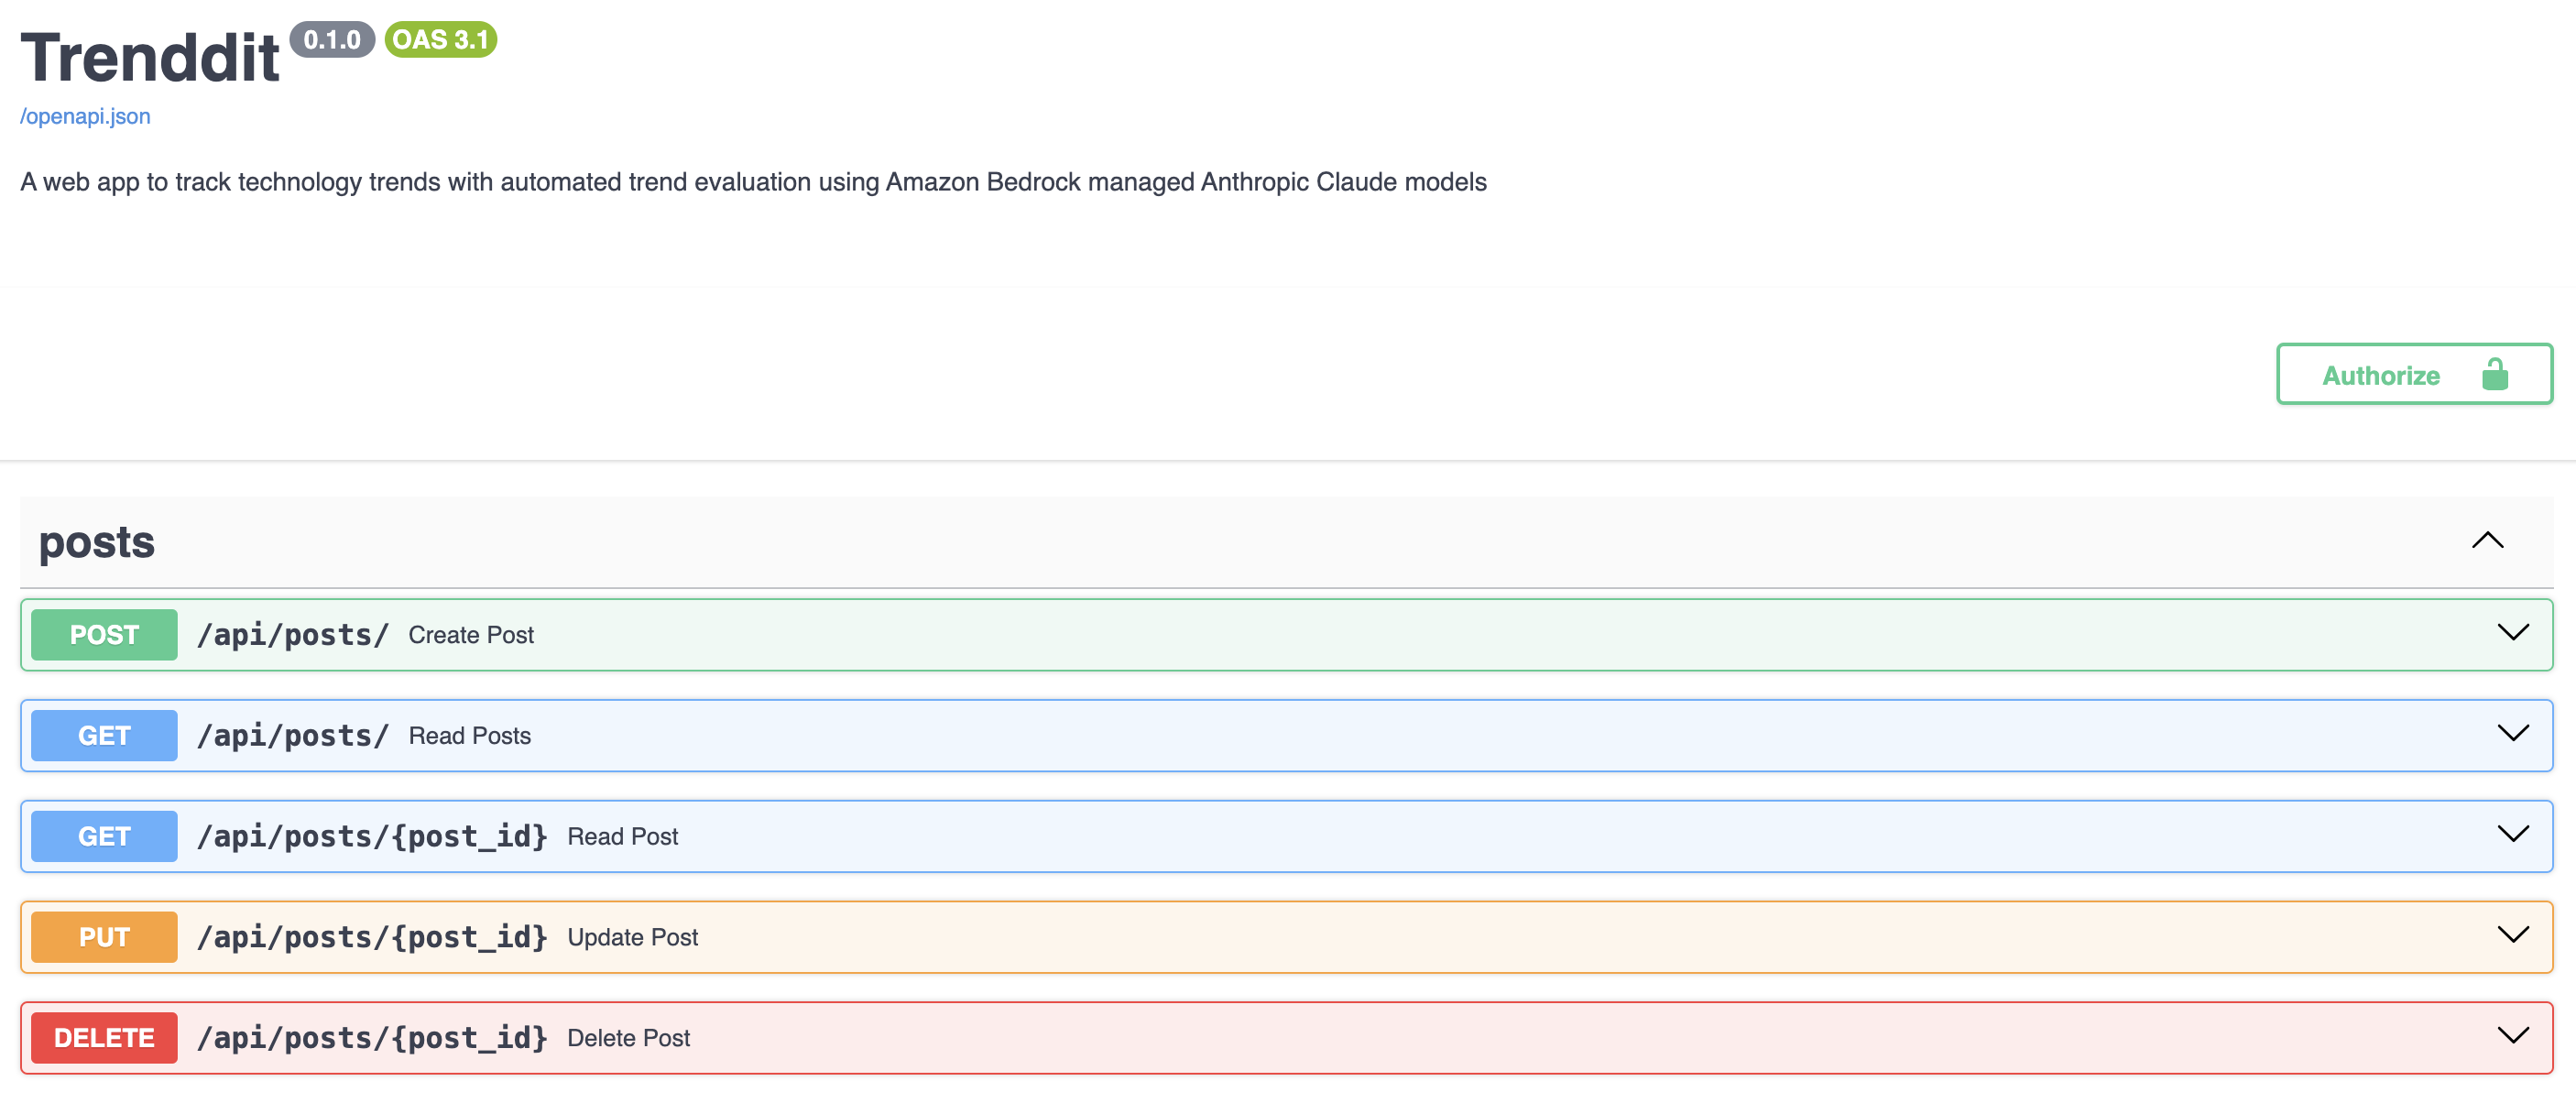 Trenddit 0.1.0 OAS 3.1
/openapi.json
A web app to track technology trends with automated trend evaluation using Amazon Bedrock managed Anthropic Claude models
Authorize
posts
POST /api/posts/ Create Post
GET /api/posts/ Read Posts
GET /api/posts/{post_id} Read Post
PUT /api/posts/{post_id} Update Post
DELETE /api/posts/{post_id} Delete Post